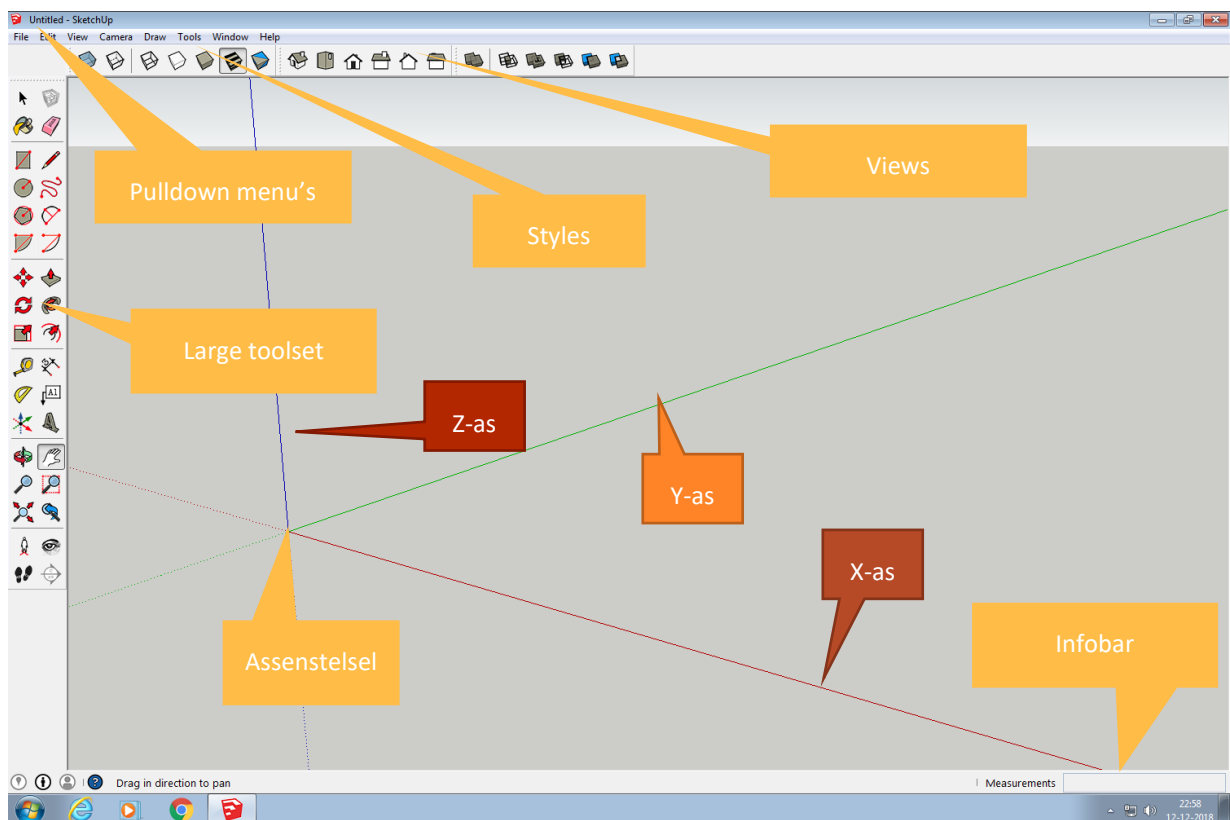 Untitled - SketchUp
File Edit View Camera Draw Tools Window Help
Views
Pulldown menu's
Styles
Large toolset
Z-as
Y-as
X-as
Assenstelsel
Infobar
A1
Drag in direction to pan
Measurements
22:58
12-12-2018